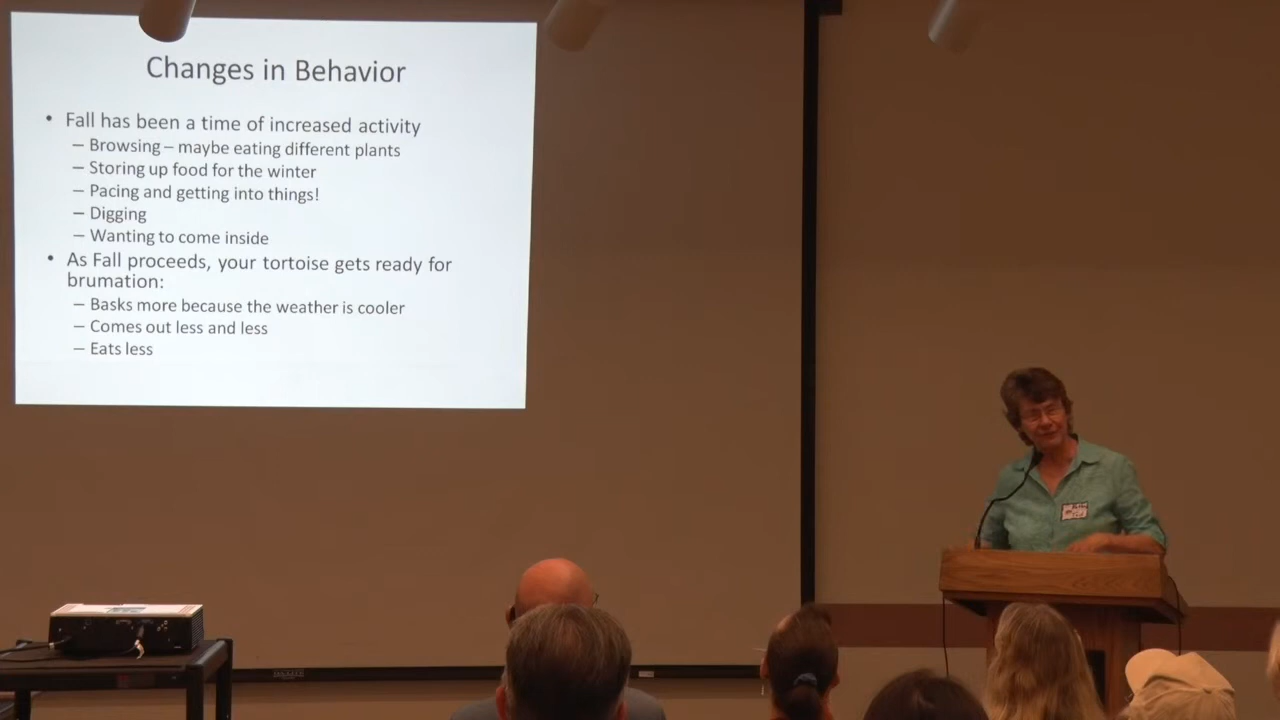 Changes in Behavior
• Fall has been a time of increased activity
– Browsing – maybe eating different plants
– Storing up food for the winter
– Pacing and getting into things!
– Digging
– Wanting to come inside
• As Fall proceeds, your tortoise gets ready for
brumation:
– Basks more because the weather is cooler
– Comes out less and less
– Eats less